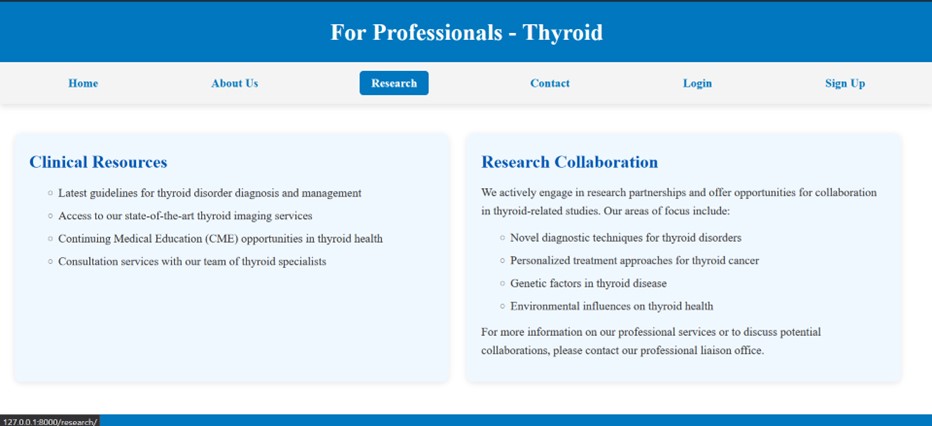 For Professionals - Thyroid
Home About Us Research Contact Login Sign Up
Clinical Resources
Latest guidelines for thyroid disorder diagnosis and management
Access to our state-of-the-art thyroid imaging services
Continuing Medical Education (CME) opportunities in thyroid health
Consultation services with our team of thyroid specialists
Research Collaboration
We actively engage in research partnerships and offer opportunities for collaboration
in thyroid-related studies. Our areas of focus include:
Novel diagnostic techniques for thyroid disorders
Personalized treatment approaches for thyroid cancer
Genetic factors in thyroid disease
Environmental influences on thyroid health
For more information on our professional services or to discuss potential
collaborations, please contact our professional liaison office.
127.0.0.1:8000/research/